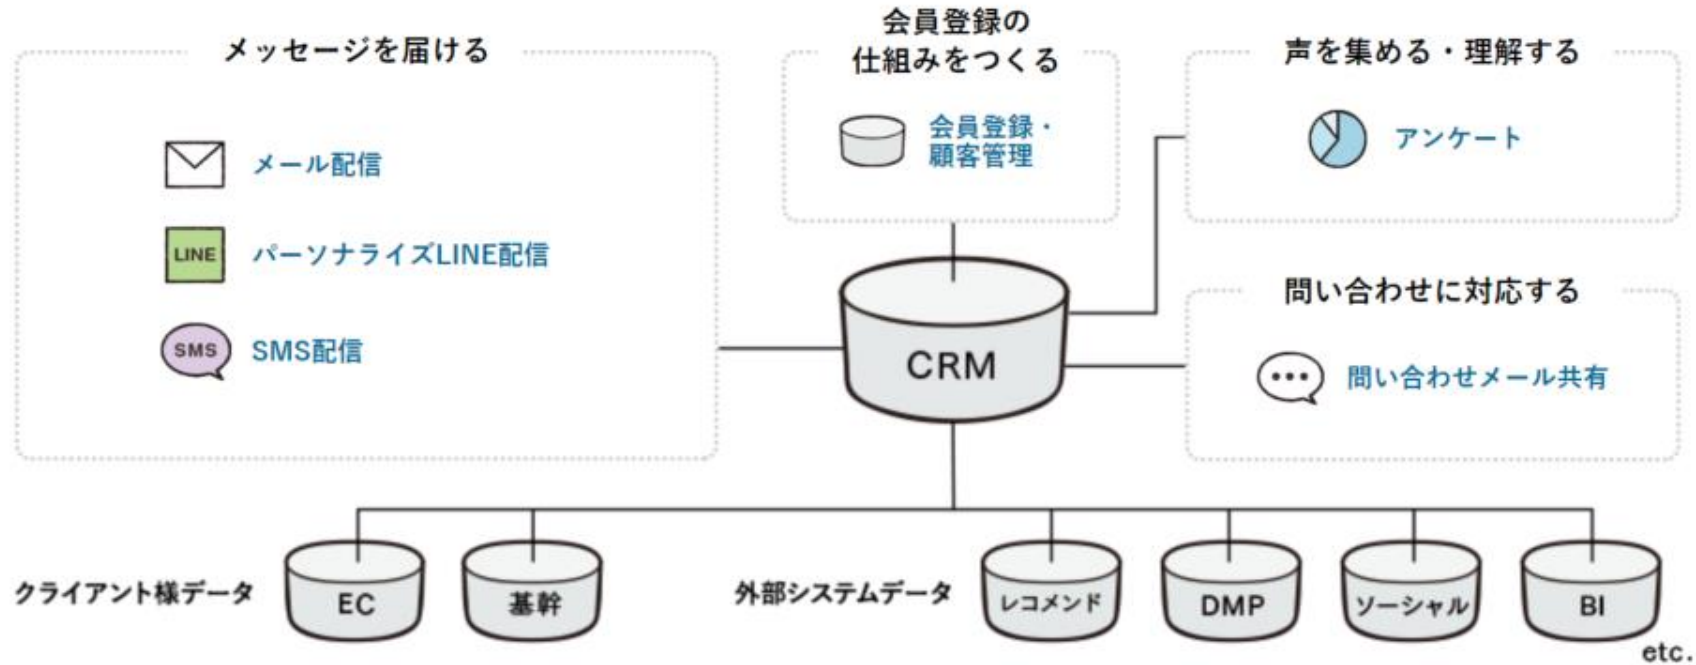 メッセージを届ける
メール配信
LINE
パーソナライズLINE配信
SMS
SMS配信
会員登録の
仕組みをつくる
会員登録・
顧客管理
声を集める・理解する
アンケート
問い合わせに対応する
問い合わせメール共有
CRM
クライアント様データ
EC
基幹
外部システムデータ
レコメンド
DMP
ソーシャル
BI
etc.